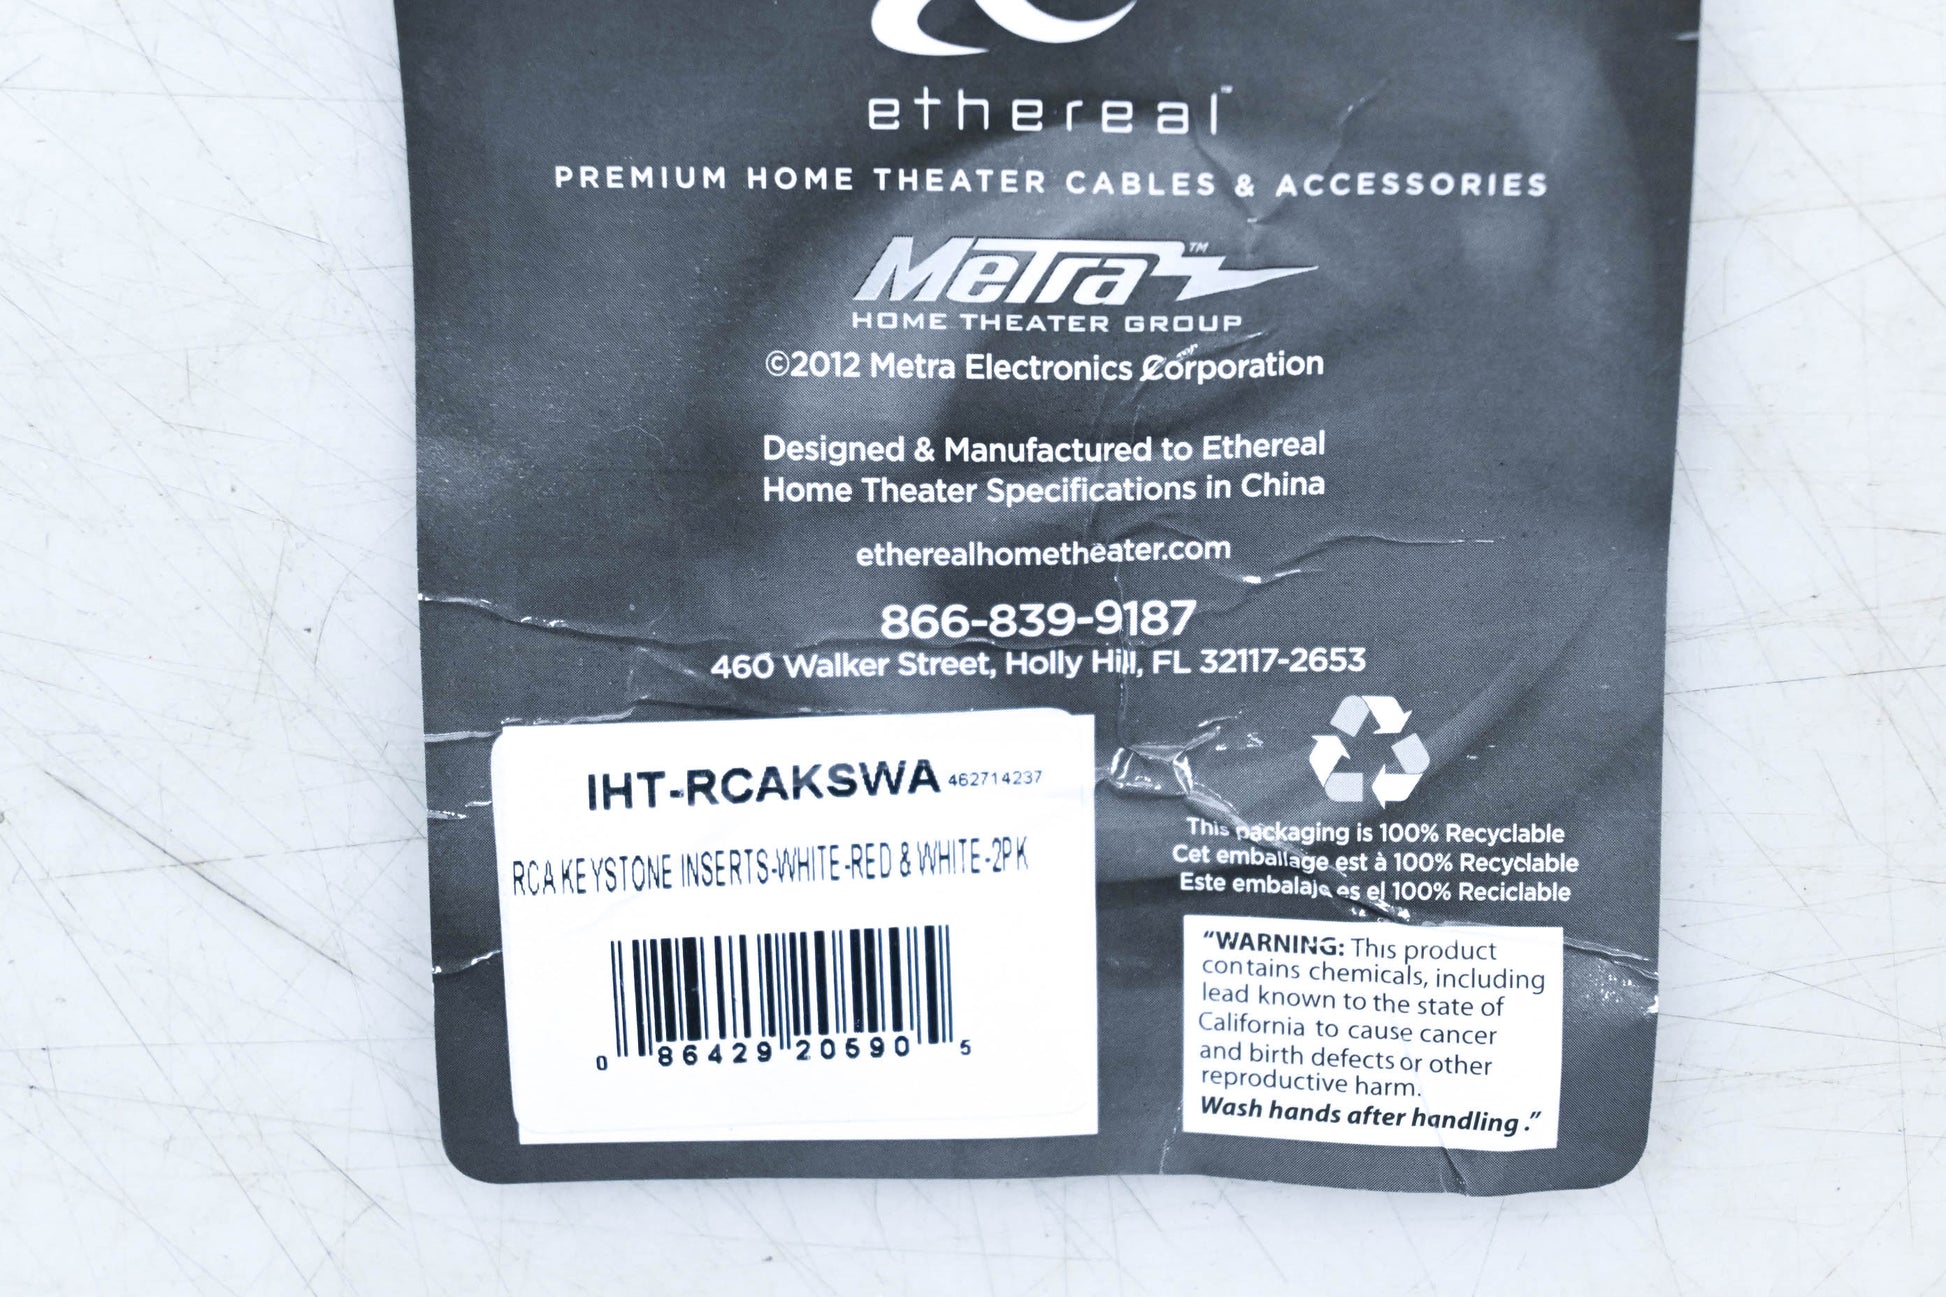 ethereal™
PREMIUM HOME THEATER CABLES & ACCESSORIES
MeTra™
HOME THEATER GROUP
©2012 Metra Electronics Corporation
Designed & Manufactured to Ethereal
Home Theater Specifications in China
etherealhometheater.com
866-839-9187
460 Walker Street, Holly Hill, FL 32117-2653
IHT-RCAKSWA 462714237
RCA KEYSTONE INSERTS-WHITE-RED & WHITE-2PK
0 86429 20590 5
This packaging is 100% Recyclable
Cet emballage est à 100% Recyclable
Este embalaje es el 100% Reciclable
“WARNING: This product
contains chemicals, including
lead known to the state of
California to cause cancer
and birth defects or other
reproductive harm.
Wash hands after handling.”